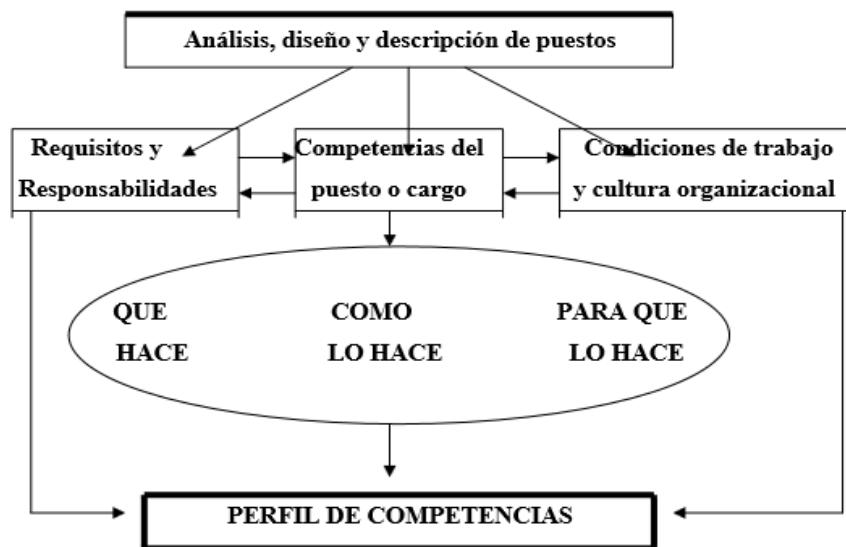 Análisis, diseño y descripción de puestos
Requisitos y
Responsabilidades
Competencias del
puesto o cargo
Condiciones de trabajo
y cultura organizacional
QUE
HACE
COMO
LO HACE
PARA QUE
LO HACE
PERFIL DE COMPETENCIAS